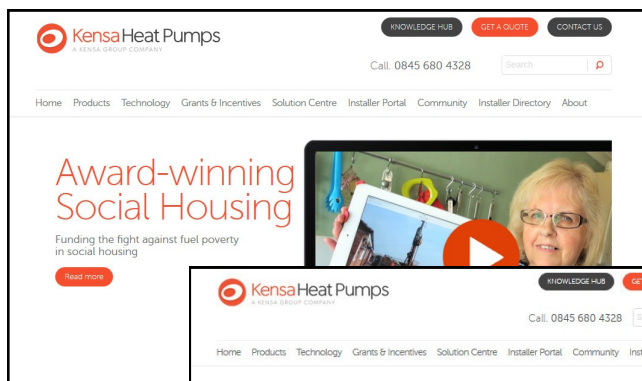 Kensa Heat Pumps
A KENSA GROUP COMPANY
KNOWLEDGE HUB GET A QUOTE CONTACT US
Call. 0845 680 4328 Search
Home Products Technology Grants & Incentives Solution Centre Installer Portal Community Installer Directory About
Award-winning
Social Housing
Funding the fight against fuel poverty
in social housing
Read more
Kensa Heat Pumps
A KENSA GROUP COMPANY
KNOWLEDGE HUB
Call. 0845 680 4328
Home Products Technology Grants & Incentives Solution Centre Installer Portal Community